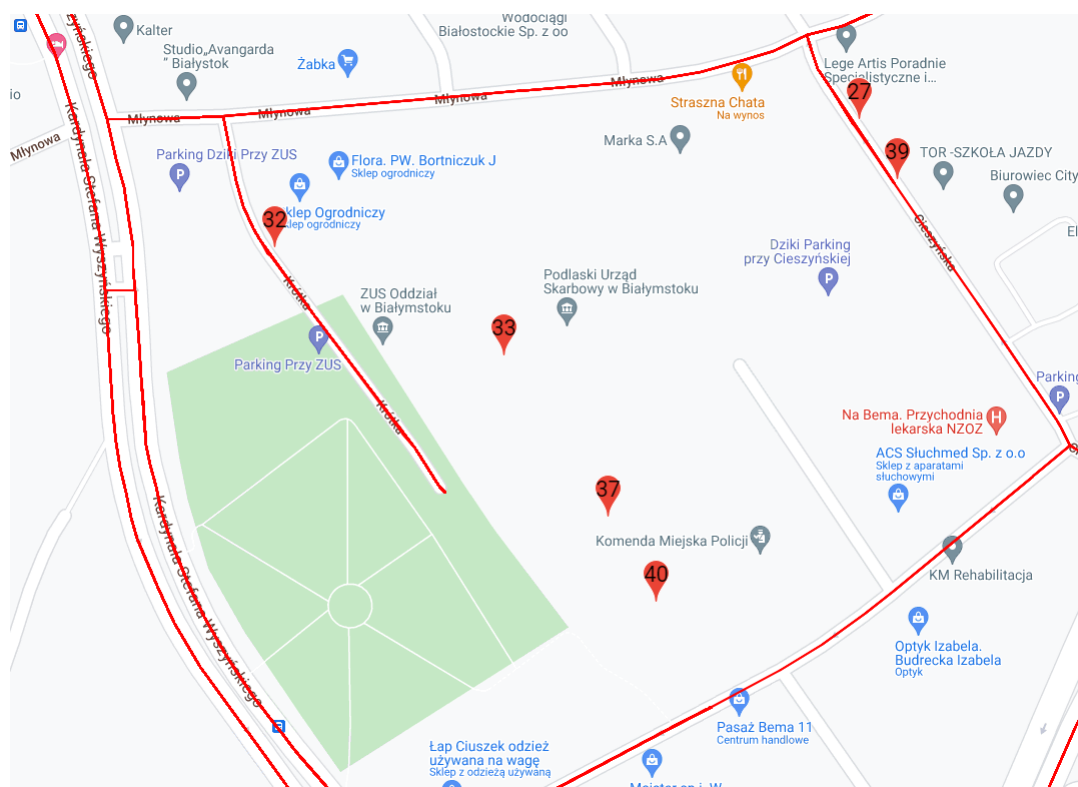 Kalter
Wodociągi
Białostockie Sp. z oo
Studio„Avangarda
" Białystok
Żabka
Lege Artis Poradnie
Specjalistyczne i...
io
Młynowa
Młynowa
Młynowa
Młynowa
Młynowa
Straszna Chata
Na wynos
27
39
Marka S.A
TOR -SZKOŁA JAZDY
Biurowiec City
Parking Dziki Przy ZUS
Flora. PW. Bortniczuk J
Sklep ogrodniczy
Sklep Ogrodniczy
sklep ogrodniczy
32
Kardynała Stefana Wyszyńskiego
Cieszyńska
El
Dziki Parking
przy Cieszyńskiej
Krótka
ZUS Oddział
w Białymstoku
Podlaski Urząd
Skarbowy w Białymstoku
33
Parking Przy ZUS
Parking
Krótka
Na Bema. Przychodnia
lekarska NZOZ
ACS Słuchmed Sp. z o.o
Sklep z aparatami
słuchowymi
37
Komenda Miejska Policji
40
KM Rehabilitacja
Kardynała Stefana Wyszyńskiego
Optyk Izabela.
Budrecka Izabela
Optyk
Pasaż Bema 11
Centrum handlowe
Łap Ciuszek odzież
używana na wagę
Sklep z odzieżą używaną